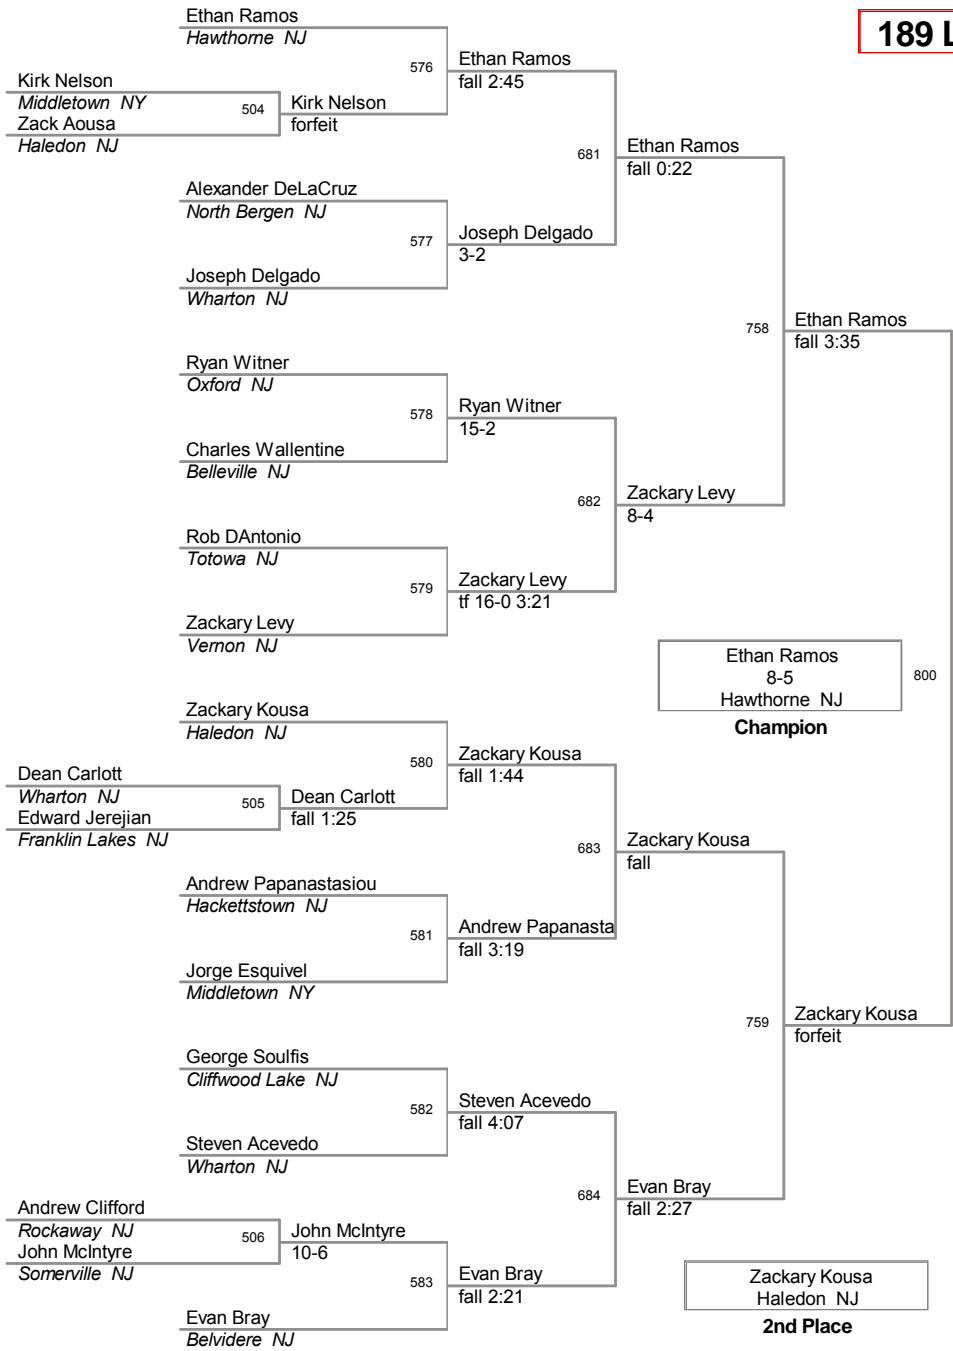 Ethan Ramos
Hawthorne NJ
189 L
576
Ethan Ramos
fall 2:45
Kirk Nelson
Middletown NY
504
Kirk Nelson
forfeit
Zack Aousa
Haledon NJ
681
Ethan Ramos
fall 0:22
Alexander DeLaCruz
North Bergen NJ
577
Joseph Delgado
3-2
Joseph Delgado
Wharton NJ
758
Ethan Ramos
fall 3:35
Ryan Witner
Oxford NJ
578
Ryan Witner
15-2
Charles Wallentine
Belleville NJ
682
Zackary Levy
8-4
Rob DAntonio
Totowa NJ
579
Zackary Levy
tf 16-0 3:21
Zackary Levy
Vernon NJ
Ethan Ramos
8-5
Hawthorne NJ
800
Champion
Zackary Kousa
Haledon NJ
580
Zackary Kousa
fall 1:44
Dean Carlott
Wharton NJ
505
Dean Carlott
fall 1:25
Edward Jerejian
Franklin Lakes NJ
683
Zackary Kousa
fall
Andrew Papanastasiou
Hackettstown NJ
581
Andrew Papanasta
fall 3:19
Jorge Esquivel
Middletown NY
759
Zackary Kousa
forfeit
George Soulfis
Cliffwood Lake NJ
582
Steven Acevedo
fall 4:07
Steven Acevedo
Wharton NJ
684
Evan Bray
fall 2:27
Andrew Clifford
Rockaway NJ
506
John McIntyre
10-6
John McIntyre
Somerville NJ
583
Evan Bray
fall 2:21
Evan Bray
Belvidere NJ
Zackary Kousa
Haledon NJ
2nd Place